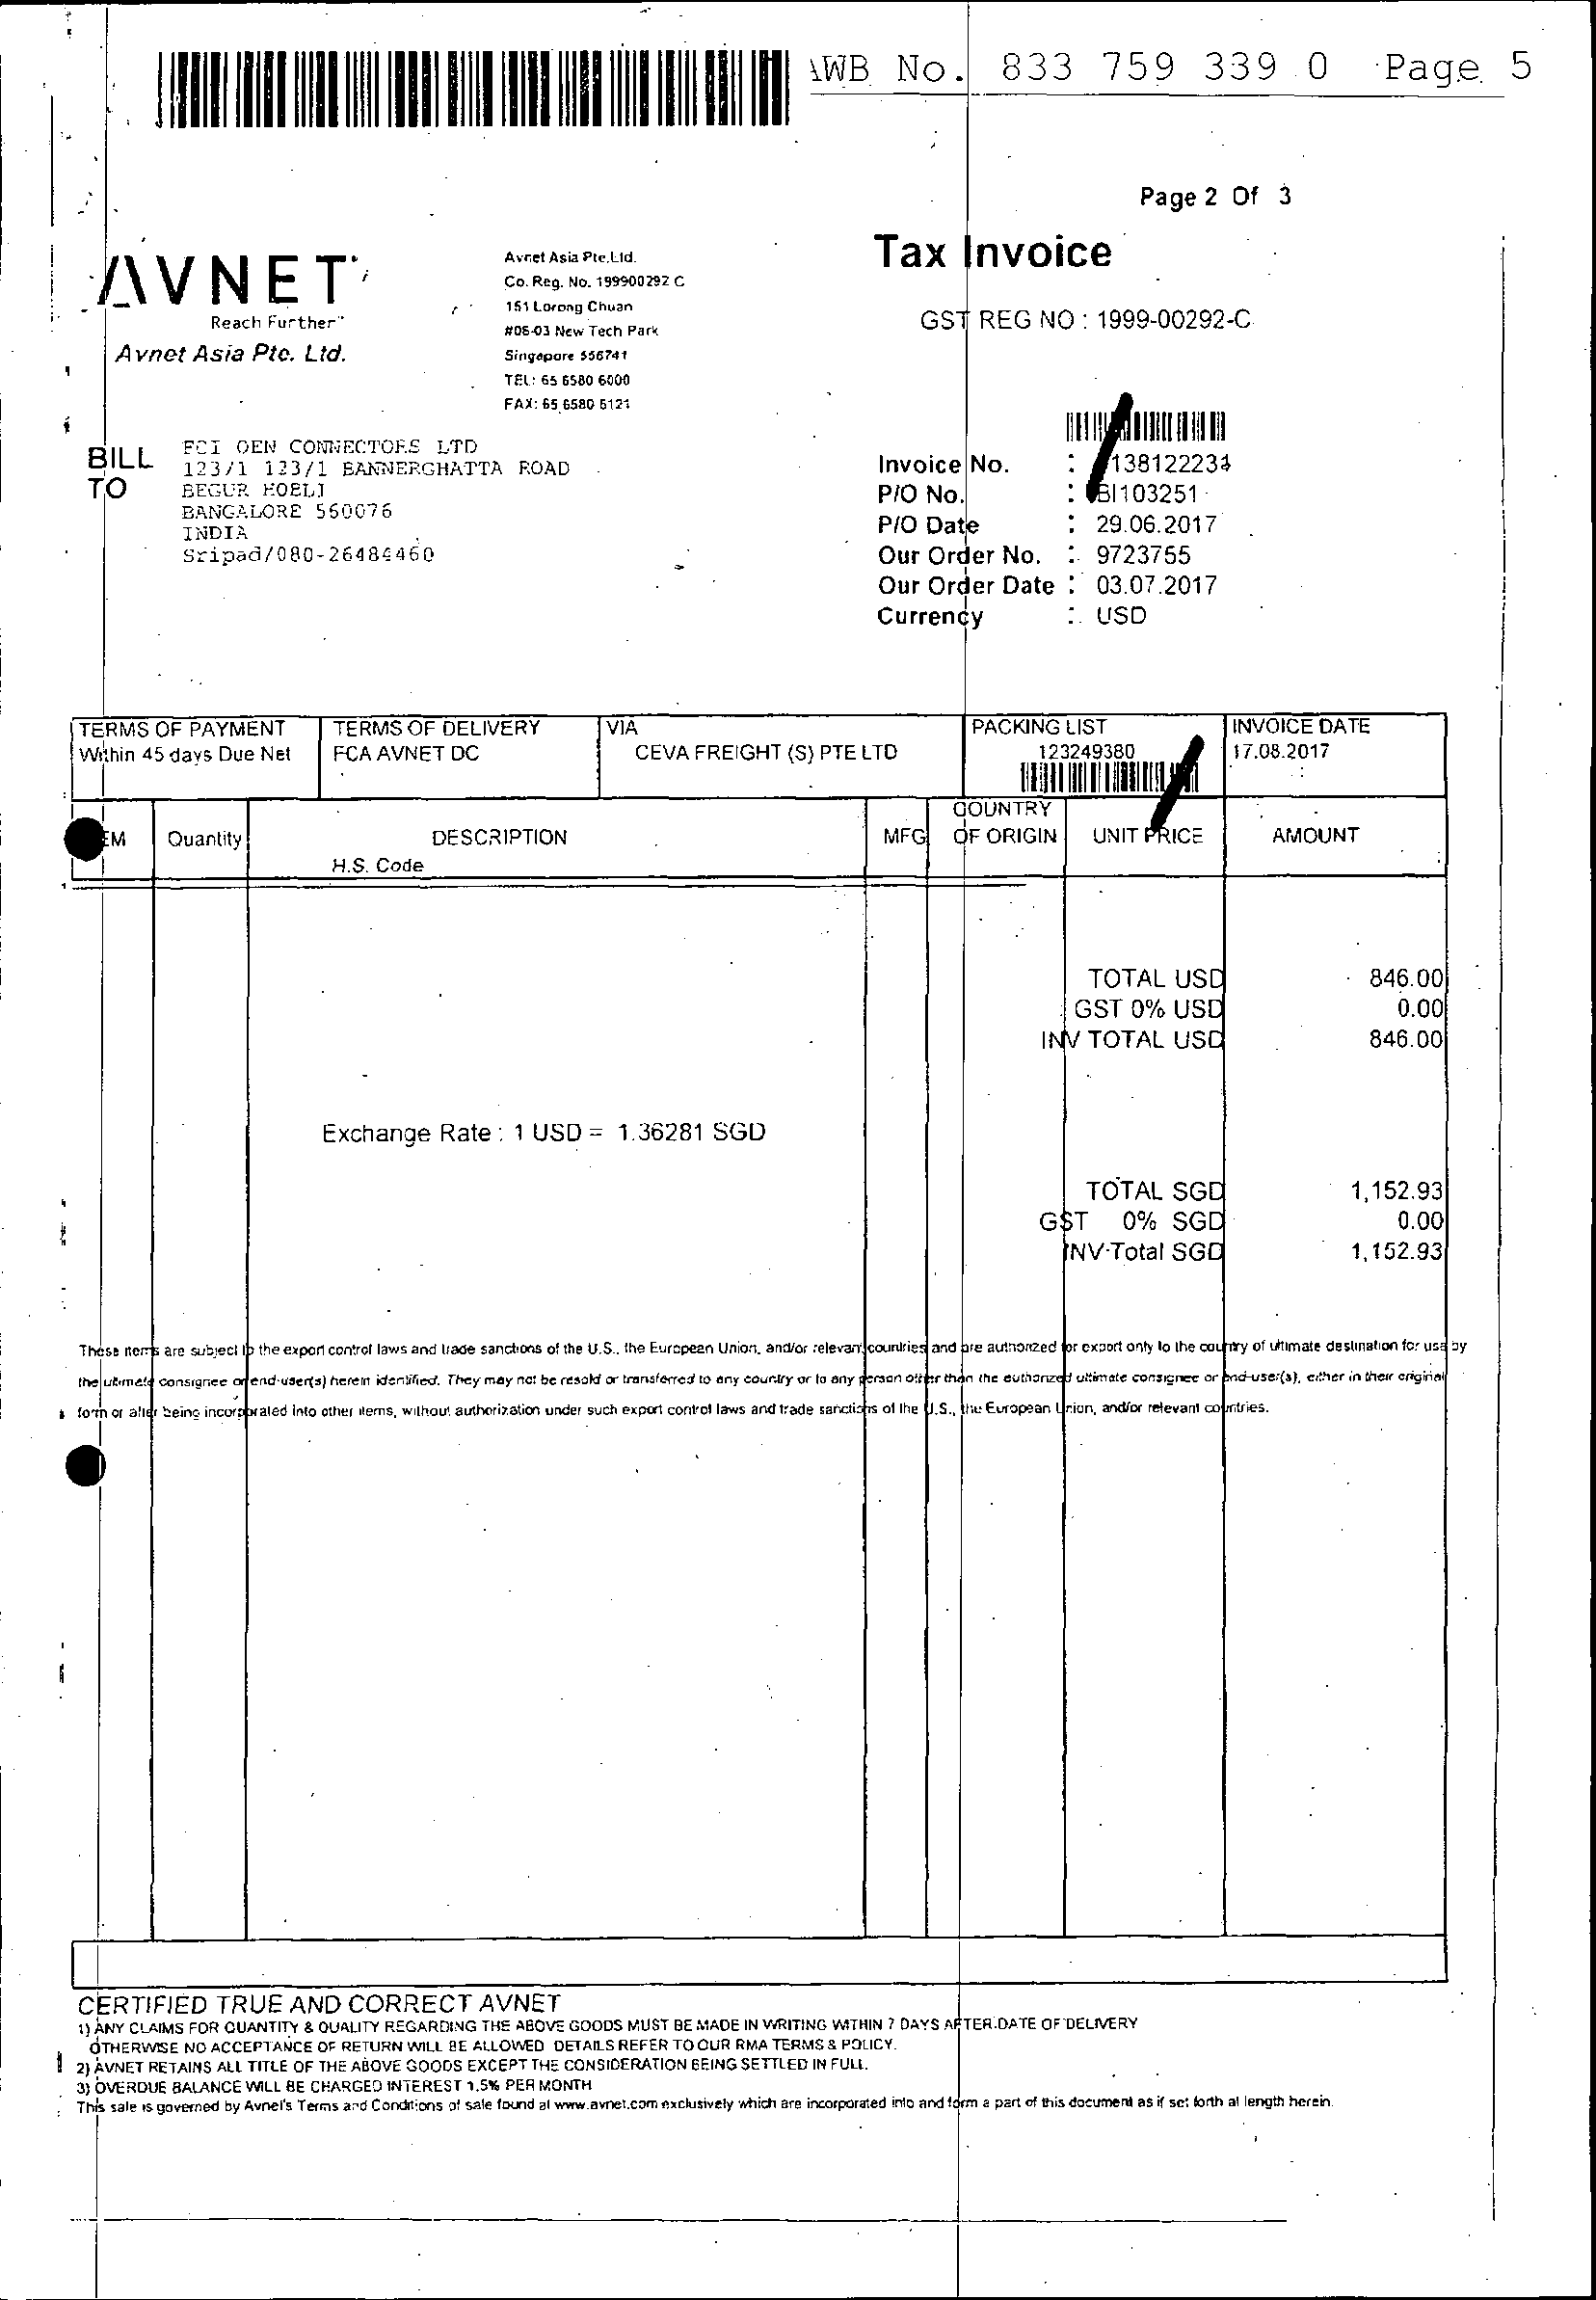 AWB No. 833 759 339 0 Page 5
Page 2 Of 3
AVNET
Reach Further™
Avnet Asia Pte. Ltd.
Avnet Asia Pte.Ltd.
Co. Reg. No. 199900292 C
151 Lorong Chuan
#06-03 New Tech Park
Singapore 556741
TEL: 65 6580 6000
FAX: 65 6580 6121
Tax Invoice
GST REG NO : 1999-00292-C
BILL TO
FCI OEN CONNECTORS LTD
123/1 123/1 BANNERGHATTA ROAD
BEGUR HOBLI
BANGALORE 560076
INDIA
Sripad/080-26484460
Invoice No. : 138122234
P/O No. : BI103251
P/O Date : 29.06.2017
Our Order No. : 9723755
Our Order Date : 03.07.2017
Currency : USD
TERMS OF PAYMENT TERMS OF DELIVERY VIA PACKING LIST INVOICE DATE
Within 45 days Due Net FCA AVNET DC CEVA FREIGHT (S) PTE LTD 123249380 17.08.2017
EM Quantity DESCRIPTION MFG COUNTRY OF ORIGIN UNIT PRICE AMOUNT
H.S. Code
TOTAL USD 846.00
GST 0% USD 0.00
INV TOTAL USD 846.00
Exchange Rate : 1 USD = 1.36281 SGD
TOTAL SGD 1,152.93
GST 0% SGD 0.00
INV-Total SGD 1,152.93
These items are subject to the export control laws and trade sanctions of the U.S., the European Union, and/or relevant countries and are authorized for export only to the country of ultimate destination for use by
the ultimate consignee or end-user(s) herein identified. They may not be resold or transferred to any country or to any person other than the authorized ultimate consignee or end-user(s), either in their original
form or after being incorporated into other items, without authorization under such export control laws and trade sanctions of the U.S., the European Union, and/or relevant countries.
CERTIFIED TRUE AND CORRECT AVNET
1) ANY CLAIMS FOR QUANTITY & QUALITY REGARDING THE ABOVE GOODS MUST BE MADE IN WRITING WITHIN 7 DAYS AFTER DATE OF DELIVERY
OTHERWISE NO ACCEPTANCE OF RETURN WILL BE ALLOWED DETAILS REFER TO OUR RMA TERMS & POLICY.
2) AVNET RETAINS ALL TITLE OF THE ABOVE GOODS EXCEPT THE CONSIDERATION BEING SETTLED IN FULL.
3) OVERDUE BALANCE WILL BE CHARGED INTEREST 1.5% PER MONTH
This sale is governed by Avnet's Terms and Conditions of sale found at www.avnet.com exclusively which are incorporated into and form a part of this document as if set forth at length herein.